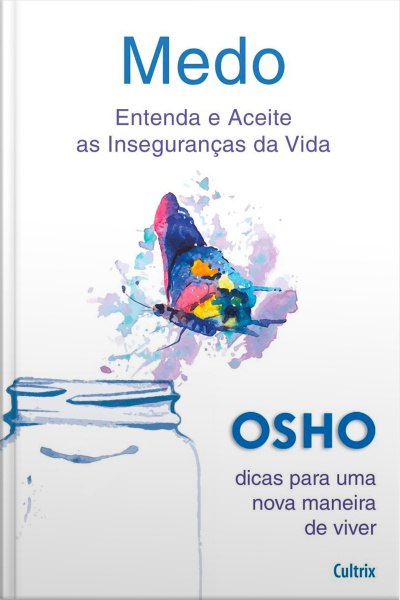 Medo
Entenda e Aceite
as Inseguranças da Vida
OSHO
dicas para uma
nova maneira
de viver
Cultrix